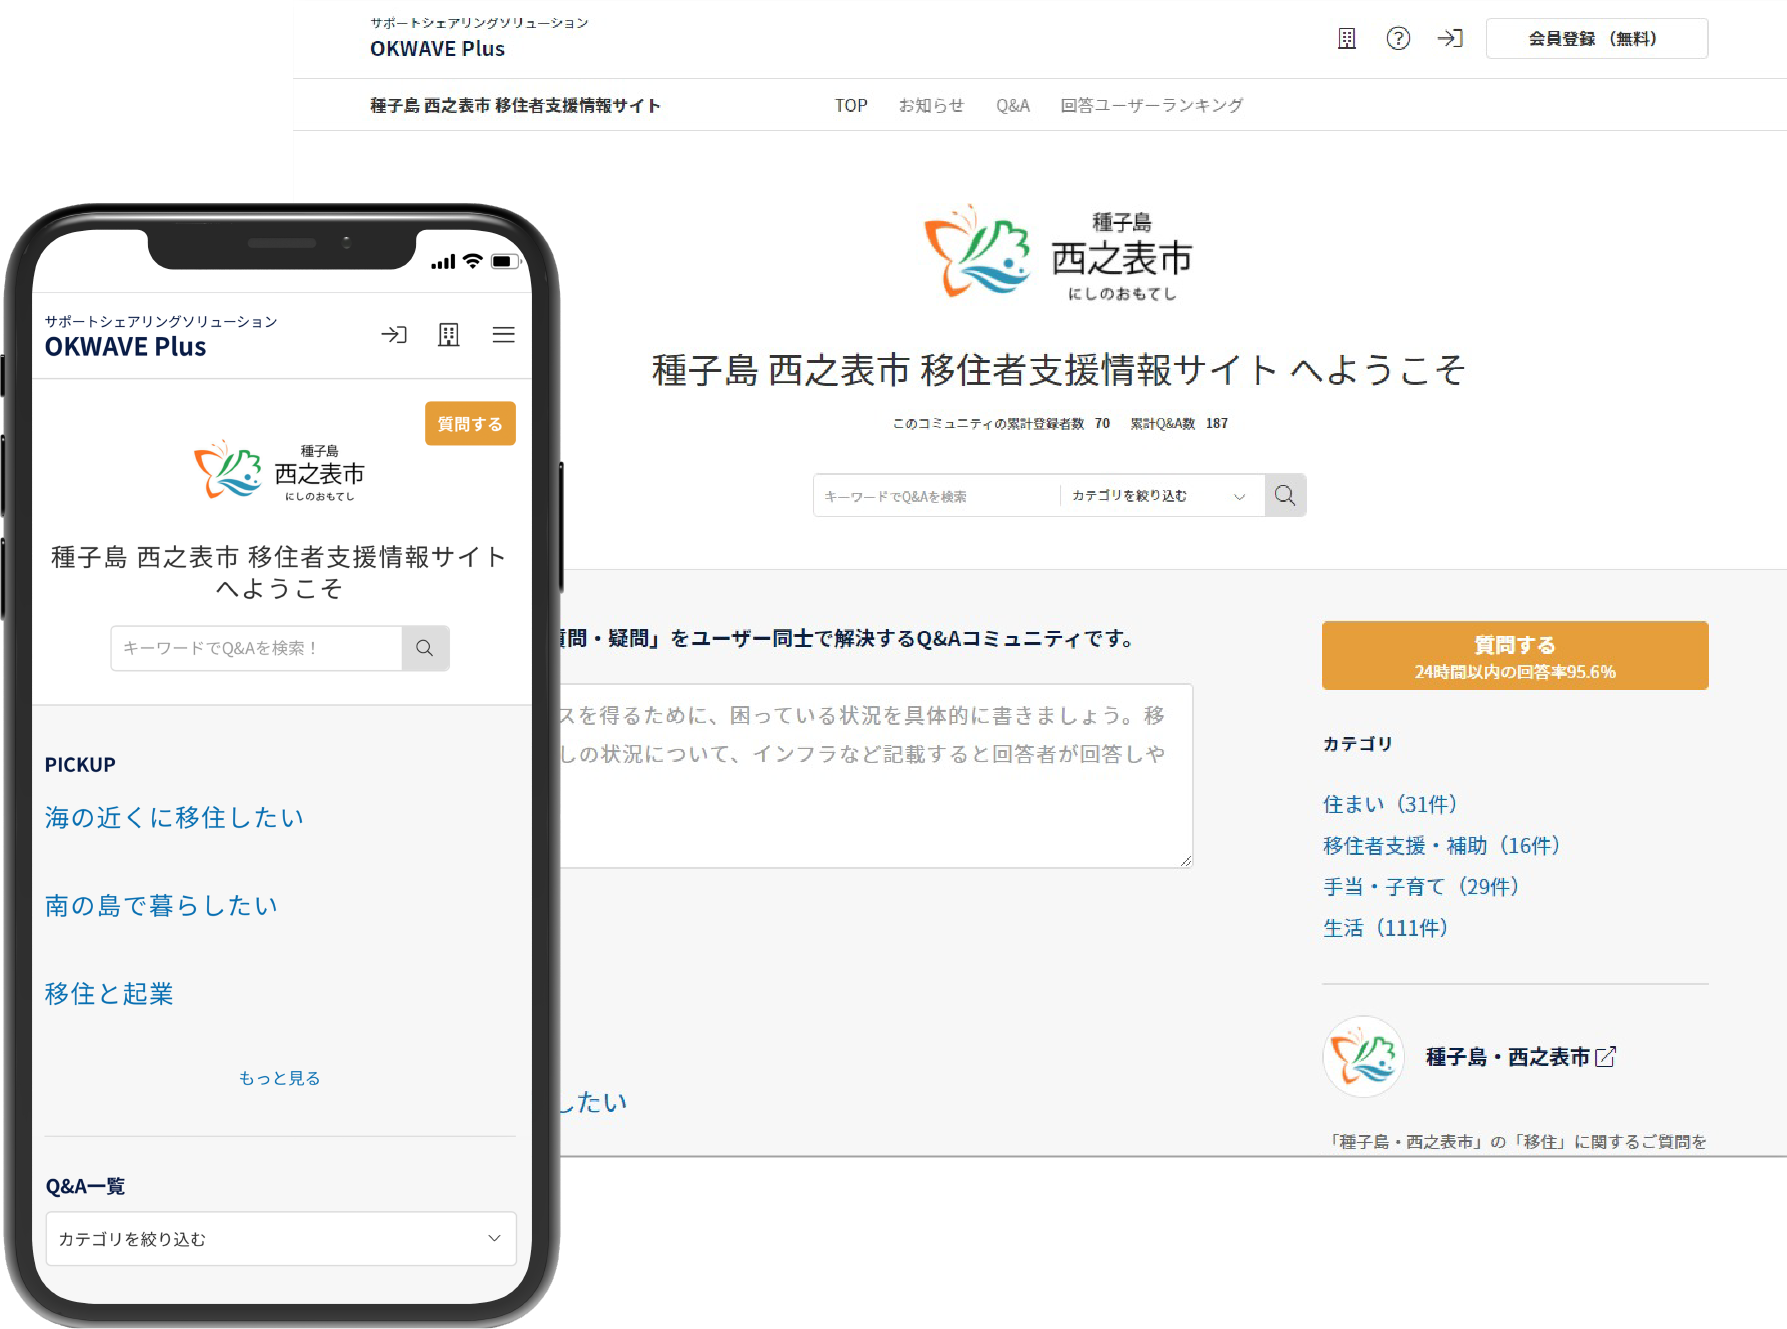 サポートシェアリングソリューション
OKWAVE Plus
会員登録 (無料)
種子島 西之表市 移住者支援情報サイト
TOP
お知らせ
Q&A
回答ユーザーランキング
種子島
西之表市
にしのおもてし
種子島 西之表市 移住者支援情報サイト へようこそ
このコミュニティの累計登録者数 70 累計Q&A数 187
キーワードでQ&Aを検索
カテゴリを絞り込む
問・疑問」をユーザー同士で解決するQ&Aコミュニティです。
スを得るために、困っている状況を具体的に書きましょう。移
しの状況について、インフラなど記載すると回答者が回答しや
したい
質問する
24時間以内の回答率95.6%
カテゴリ
住まい（31件）
移住者支援・補助（16件）
手当・子育て（29件）
生活（111件）
種子島・西之表市
「種子島・西之表市」の「移住」に関するご質問を
サポートシェアリングソリューション
OKWAVE Plus
質問する
種子島
西之表市
にしのおもてし
種子島 西之表市 移住者支援情報サイト
へようこそ
キーワードでQ&Aを検索！
PICKUP
海の近くに移住したい
南の島で暮らしたい
移住と起業
もっと見る
Q&A一覧
カテゴリを絞り込む